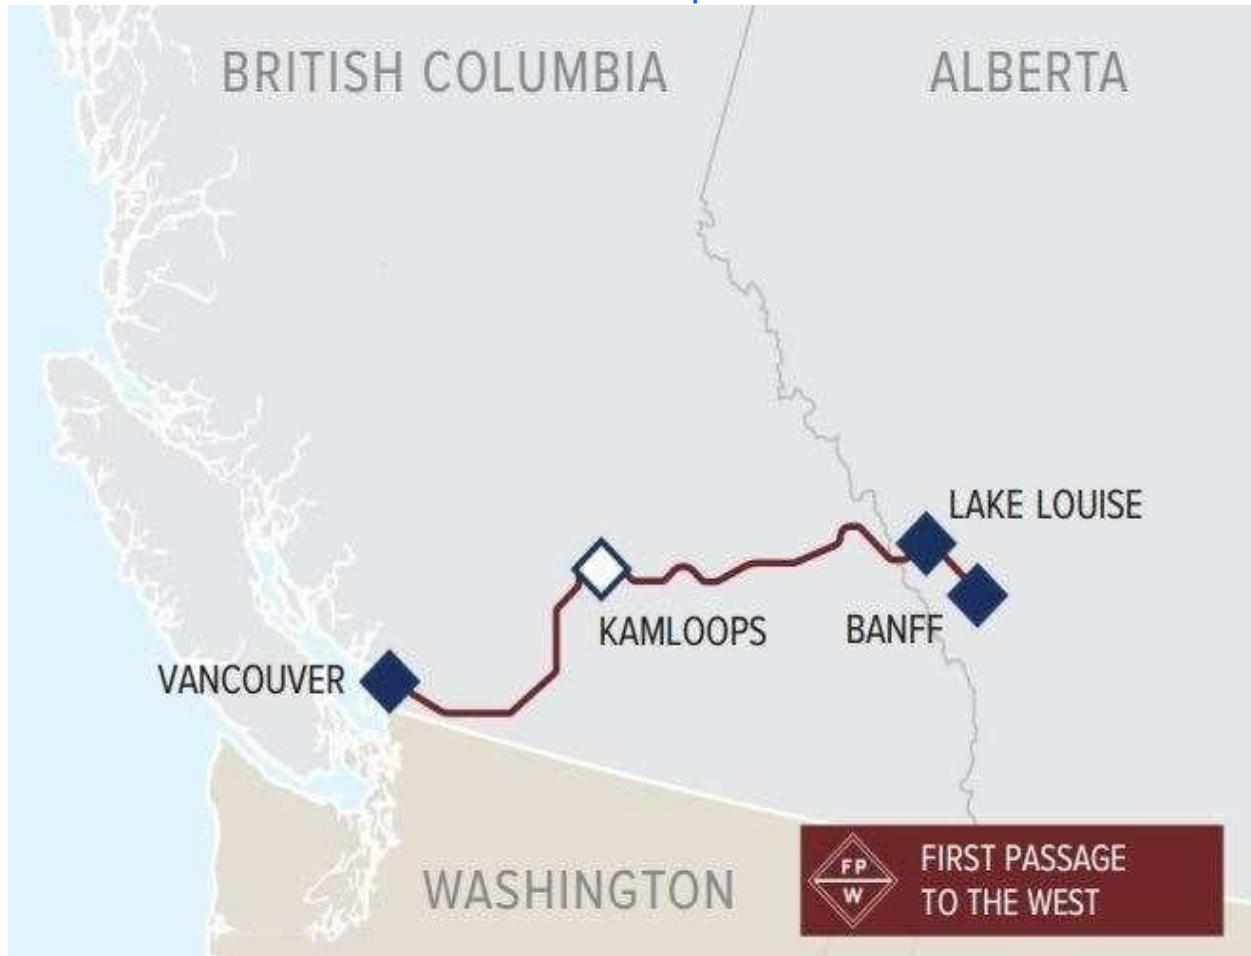 BRITISH COLUMBIA
ALBERTA
LAKE LOUISE
KAMLOOPS
BANFF
VANCOUVER
WASHINGTON
FP
W
FIRST PASSAGE
TO THE WEST